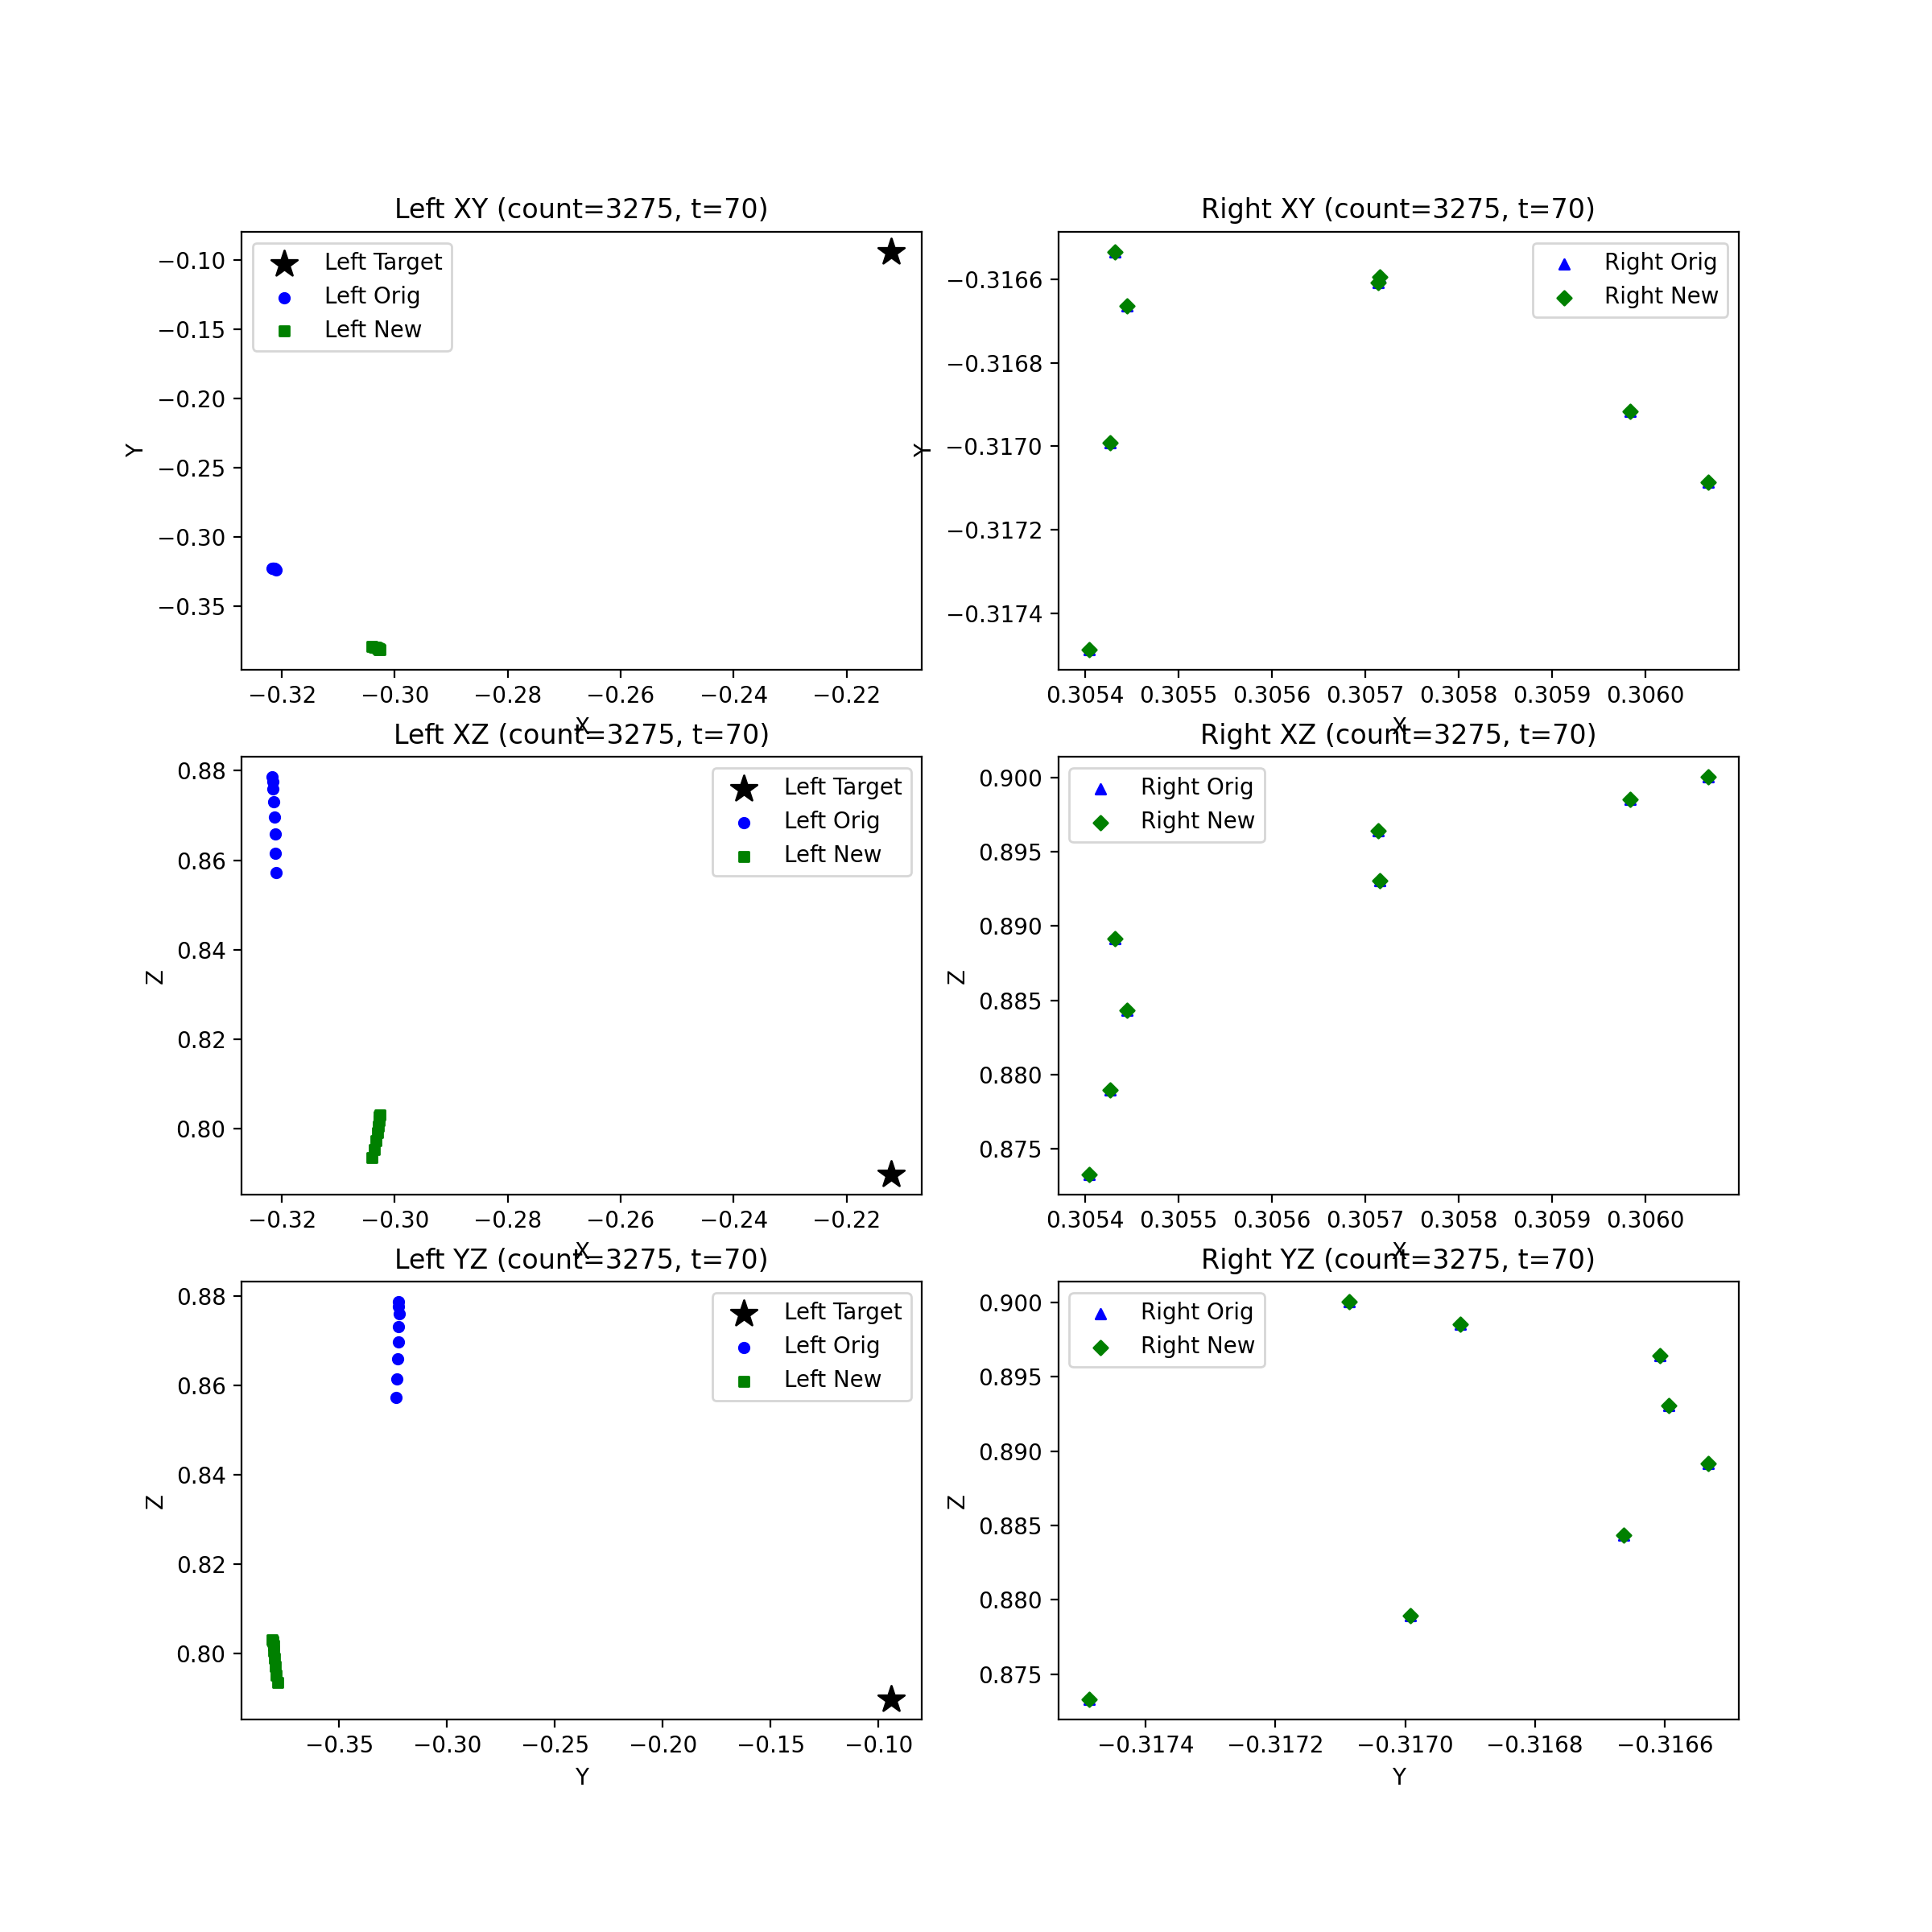 Left XY (count=3275, t=70)
Left Target
Left Orig
Left New
−0.10
−0.15
−0.20
−0.25
−0.30
−0.35
Y
−0.32 −0.30 −0.28 −0.26 −0.24 −0.22
X
Right XY (count=3275, t=70)
Right Orig
Right New
−0.3166
−0.3168
−0.3170
−0.3172
−0.3174
Y
0.3054 0.3055 0.3056 0.3057 0.3058 0.3059 0.3060
X
Left XZ (count=3275, t=70)
Left Target
Left Orig
Left New
0.88
0.86
0.84
0.82
0.80
Z
−0.32 −0.30 −0.28 −0.26 −0.24 −0.22
X
Right XZ (count=3275, t=70)
Right Orig
Right New
0.900
0.895
0.890
0.885
0.880
0.875
Z
0.3054 0.3055 0.3056 0.3057 0.3058 0.3059 0.3060
X
Left YZ (count=3275, t=70)
Left Target
Left Orig
Left New
0.88
0.86
0.84
0.82
0.80
Z
−0.35 −0.30 −0.25 −0.20 −0.15 −0.10
Y
Right YZ (count=3275, t=70)
Right Orig
Right New
0.900
0.895
0.890
0.885
0.880
0.875
Z
−0.3174 −0.3172 −0.3170 −0.3168 −0.3166
Y